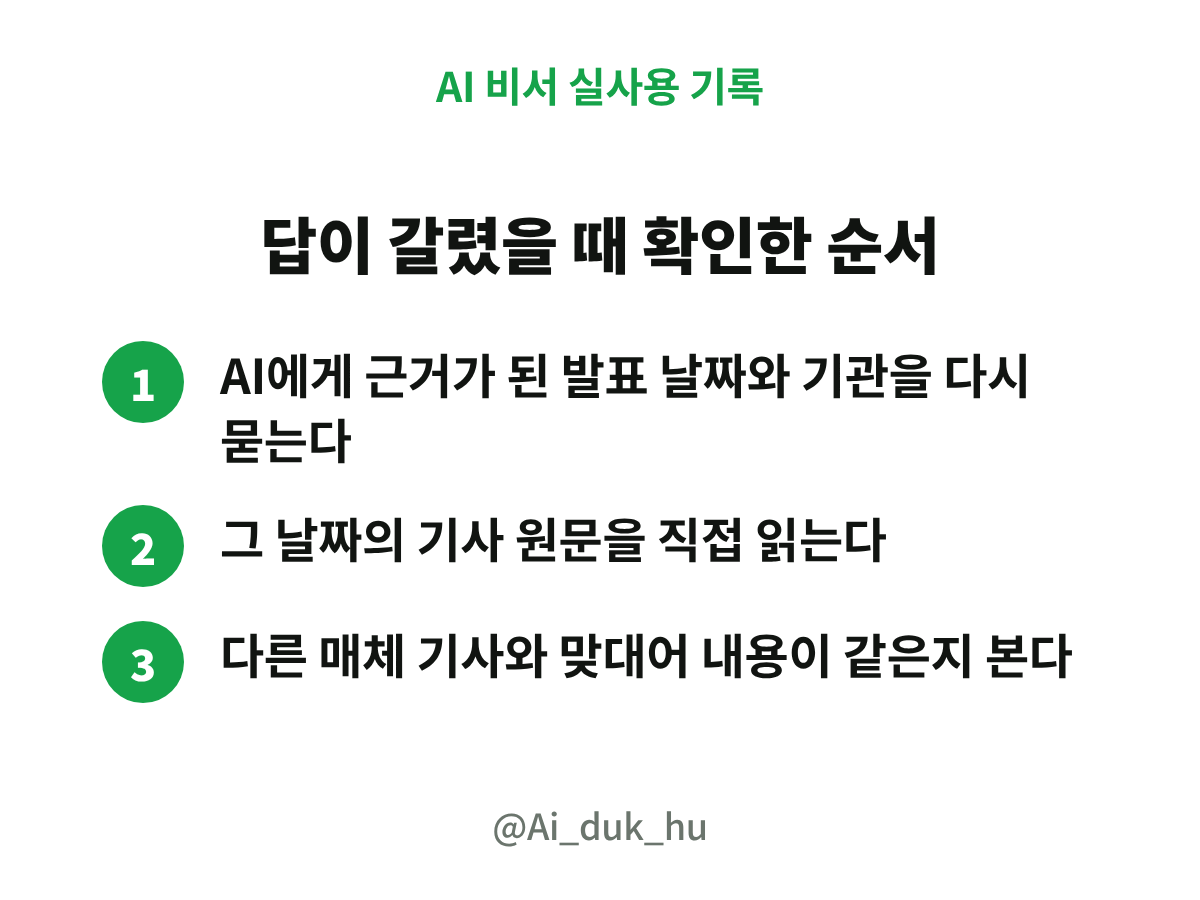 AI 비서 실사용 기록
답이 갈렸을 때 확인한 순서
1 AI에게 근거가 된 발표 날짜와 기관을 다시
묻는다
2 그 날짜의 기사 원문을 직접 읽는다
3 다른 매체 기사와 맞대어 내용이 같은지 본다
@Ai_duk_hu